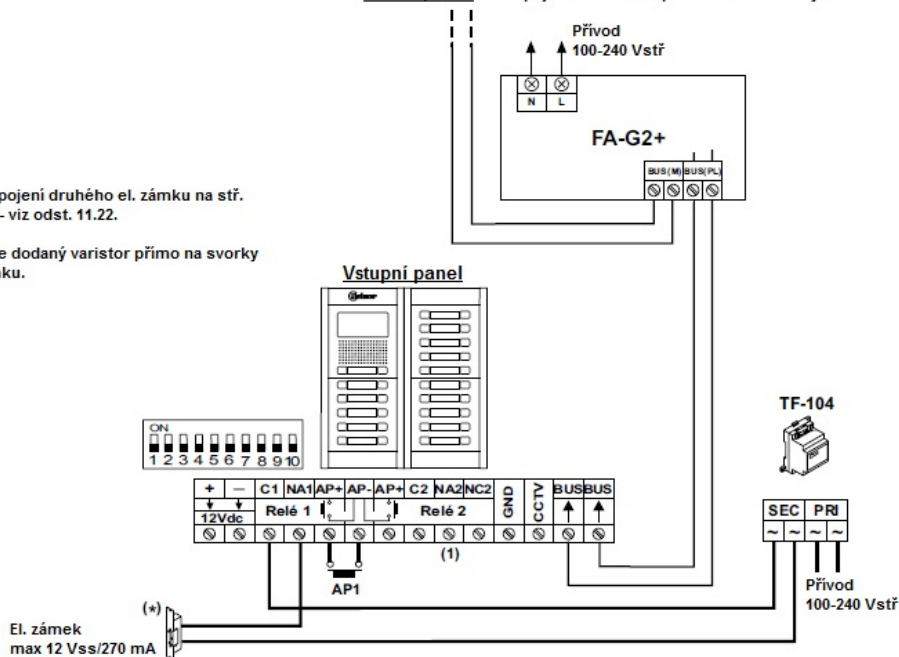 Přívod
100-240 Vstř
N L
FA-G2+
BUS(M) BUS(PL)
pojení druhého el. zámku na stř.
- viz odst. 11.22.
e dodaný varistor přímo na svorky
ku.
Vstupní panel
TF-104
ON
1 2 3 4 5 6 7 8 9 10
+ – C1 NA1 AP+ AP- AP+ C2 NA2 NC2 GND CCTV BUS BUS
12Vdc Relé 1 Relé 2
SEC PRI
~ ~ ~ ~
(1)
AP1
Přívod
100-240 Vstř
(*)
El. zámek
max 12 Vss/270 mA